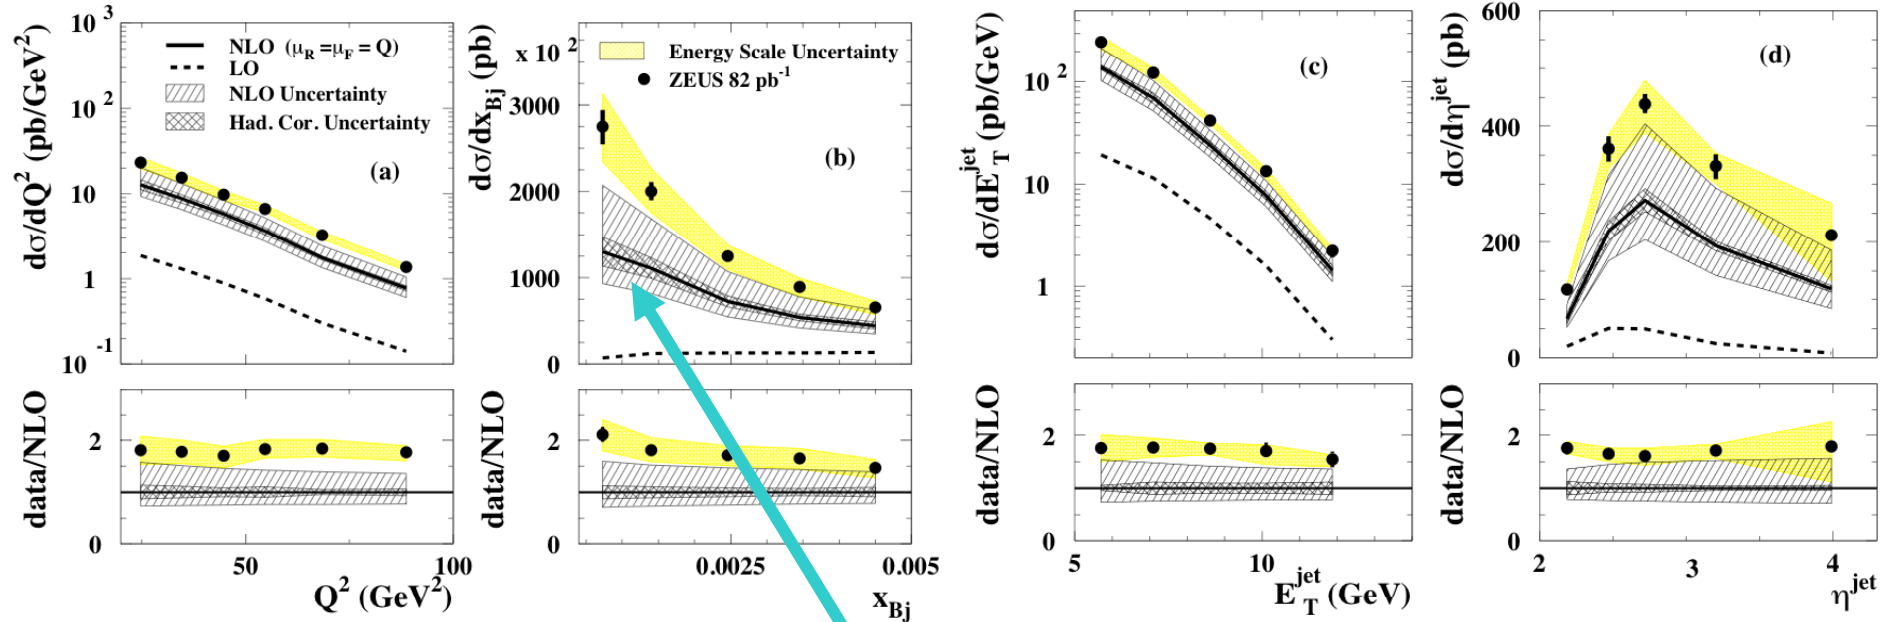 10 3
10 2
10
1
10 -1
dσ/dQ² (pb/GeV²)
NLO (μR =μF = Q)
LO
NLO Uncertainty
Had. Cor. Uncertainty
(a)
data/NLO
2
0
50
100
Q² (GeV²)
x 10 2
dσ/dxBj (pb)
3000
2000
1000
0
Energy Scale Uncertainty
ZEUS 82 pb-1
(b)
data/NLO
2
0
0.0025
0.005
xBj
dσ/dETjet (pb/GeV)
10 2
10
1
(c)
data/NLO
2
0
5
10
ETjet (GeV)
dσ/dηjet (pb)
600
400
200
0
(d)
data/NLO
2
0
2
3
4
ηjet